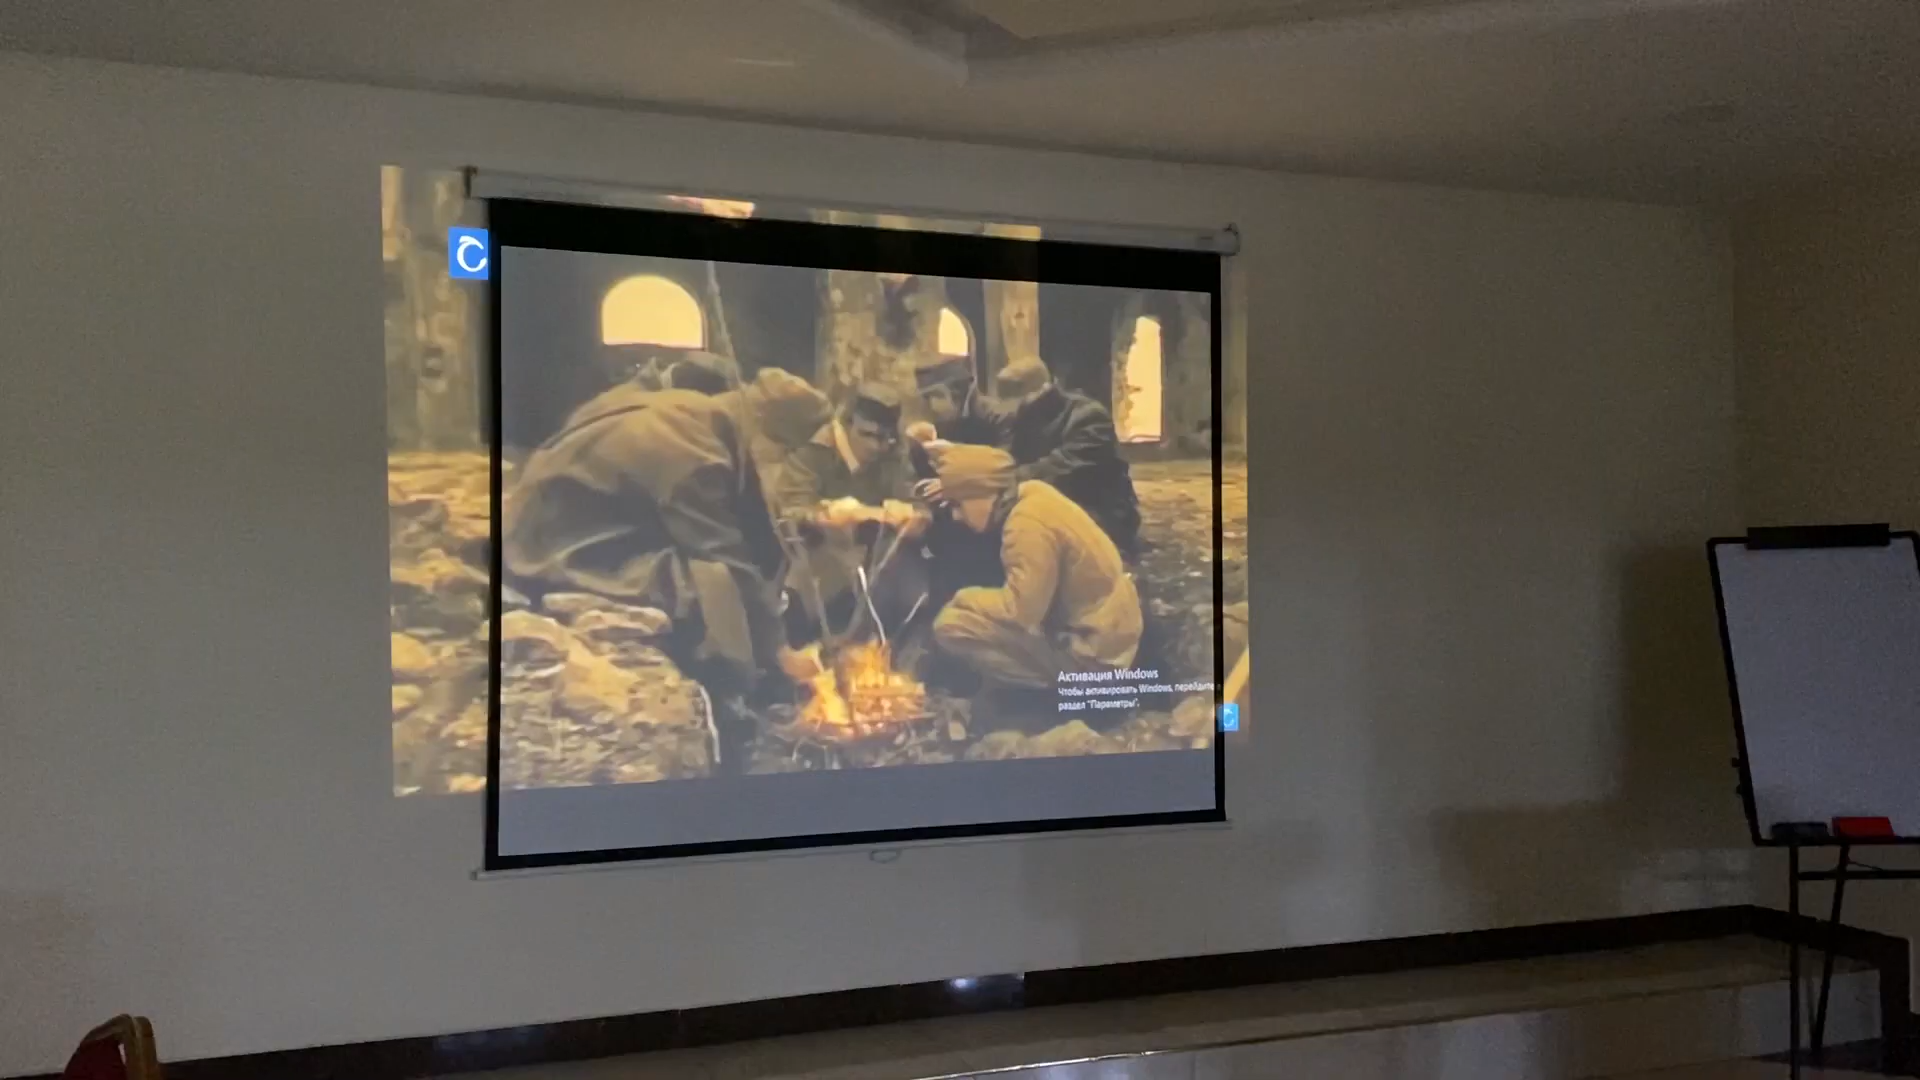 Активация Windows
Чтобы активировать Windows, перейдите в
раздел "Параметры".